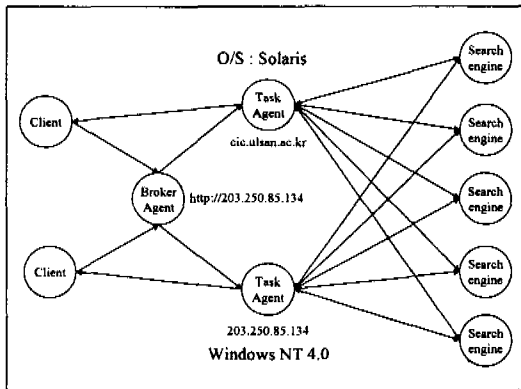 O/S : Solaris
Search
engine
Task
Agent
Client
cic.ulsan.ac.kr
Search
engine
Broker
Agent
http://203.250.85.134
Search
engine
Client
Task
Agent
Search
engine
203.250.85.134
Windows NT 4.0
Search
engine